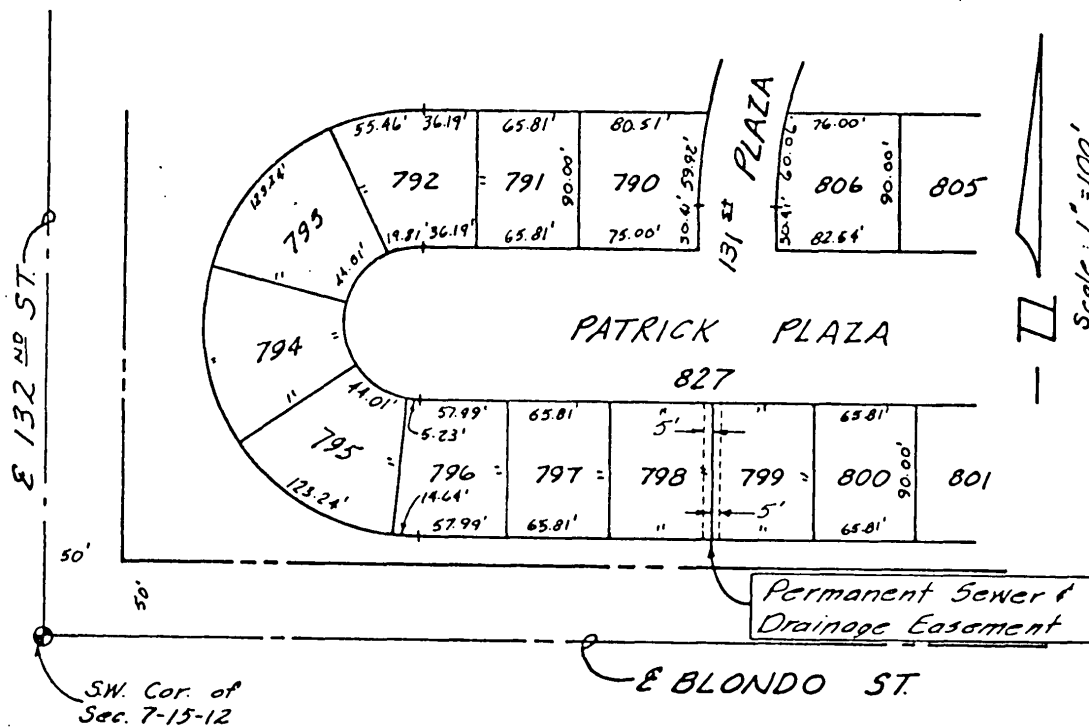 55.46' 36.19' 65.81' 80.51' 76.00'
131 st PLAZA
123.24' " 792 " 791 90.00' 790 59.92' 60.06' 806 90.00' 805
19.81' 36.19' 65.81' 75.00' 30.41' 30.41' 82.64'
793
44.01'
"
℄ 132 ND ST.
Scale: 1"=100'
794 "
"
"
PATRICK PLAZA
827
44.01' 57.99' 65.81' " " 65.81'
5.23' 5'
795 " 796 " 797 " 798 " 799 " 800 90.00' 801
123.24' 14.64' 5'
57.99' 65.81' " " 65.81'
50'
50'
Permanent Sewer &
Drainage Easement
℄ BLONDO ST.
S.W. Cor. of
Sec. 7-15-12